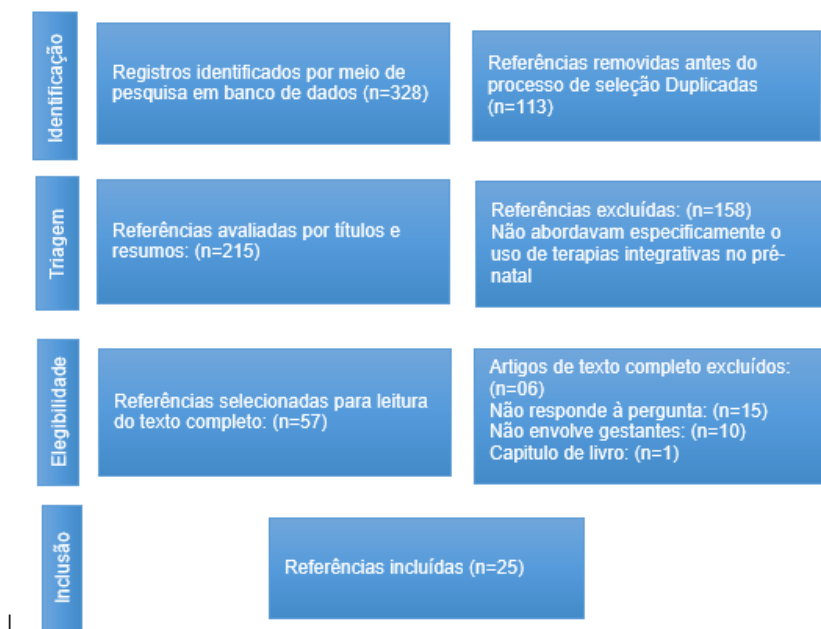 Identificação
Registros identificados por meio de
pesquisa em banco de dados (n=328)
Referências removidas antes do
processo de seleção Duplicadas
(n=113)
Triagem
Referências avaliadas por títulos e
resumos: (n=215)
Referências excluídas: (n=158)
Não abordavam especificamente o
uso de terapias integrativas no pré-
natal
Elegibilidade
Referências selecionadas para leitura
do texto completo: (n=57)
Artigos de texto completo excluídos:
(n=06)
Não responde à pergunta: (n=15)
Não envolve gestantes: (n=10)
Capitulo de livro: (n=1)
Inclusão
Referências incluídas (n=25)